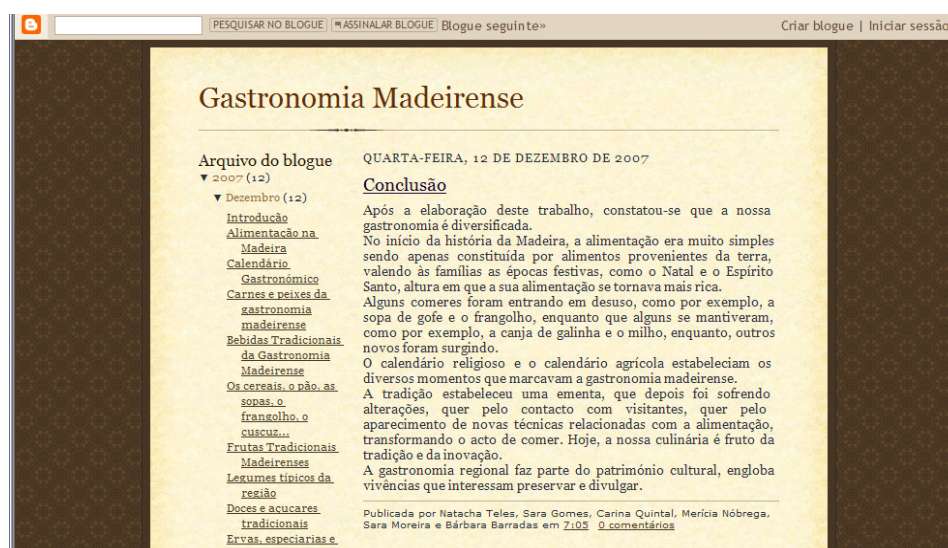 PESQUISAR NO BLOGUE ASSINALAR BLOGUE Blogue seguinte» Criar blogue | Iniciar sessão
Gastronomia Madeirense
Arquivo do blogue
▼ 2007 (12)
▼ Dezembro (12)
Introdução
Alimentação na
Madeira
Calendário
Gastronómico
Carnes e peixes da
gastronomia
madeirense
Bebidas Tradicionais
da Gastronomia
Madeirense
Os cereais, o pão, as
sopas, o
frangolho, o
cuscuz...
Frutas Tradicionais
Madeirenses
Legumes típicos da
região
Doces e açucares
tradicionais
Ervas, especiarias e
QUARTA-FEIRA, 12 DE DEZEMBRO DE 2007
Conclusão
Após a elaboração deste trabalho, constatou-se que a nossa
gastronomia é diversificada.
No início da história da Madeira, a alimentação era muito simples
sendo apenas constituída por alimentos provenientes da terra,
valendo às famílias as épocas festivas, como o Natal e o Espírito
Santo, altura em que a sua alimentação se tornava mais rica.
Alguns comeres foram entrando em desuso, como por exemplo, a
sopa de gofe e o frangolho, enquanto que alguns se mantiveram,
como por exemplo, a canja de galinha e o milho, enquanto, outros
novos foram surgindo.
O calendário religioso e o calendário agrícola estabeleciam os
diversos momentos que marcavam a gastronomia madeirense.
A tradição estabeleceu uma ementa, que depois foi sofrendo
alterações, quer pelo contacto com visitantes, quer pelo
aparecimento de novas técnicas relacionadas com a alimentação,
transformando o acto de comer. Hoje, a nossa culinária é fruto da
tradição e da inovação.
A gastronomia regional faz parte do património cultural, engloba
vivências que interessam preservar e divulgar.
Publicada por Natacha Teles, Sara Gomes, Carina Quintal, Merícia Nóbrega,
Sara Moreira e Bárbara Barradas em 7:05 0 comentários